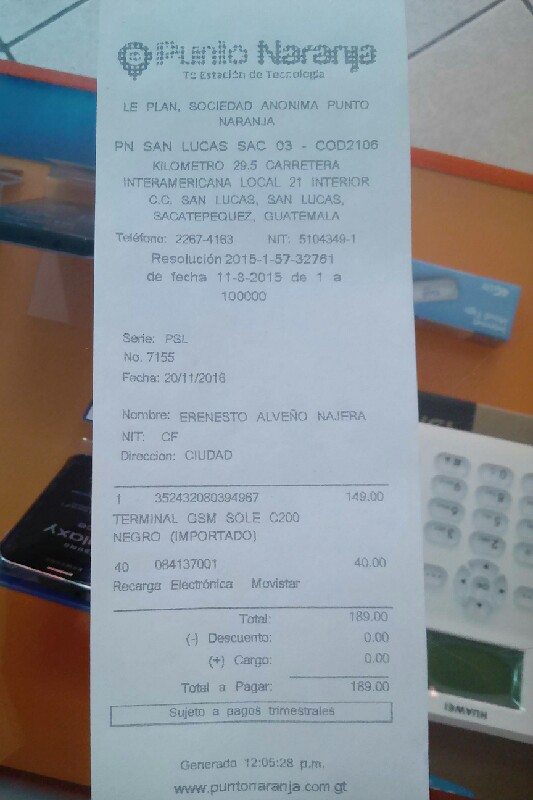 Punto Naranja
Tu Estación de Tecnología
LE PLAN, SOCIEDAD ANONIMA PUNTO
NARANJA
PN SAN LUCAS SAC 03 - COD2106
KILOMETRO 29.5 CARRETERA
INTERAMERICANA LOCAL 21 INTERIOR
C.C. SAN LUCAS, SAN LUCAS,
SACATEPEQUEZ, GUATEMALA
Teléfono: 2267-4163 NIT: 5104349-1
Resolución 2015-1-57-32761
de fecha 11-8-2015 de 1 a
100000
Serie: PSL
No. 7155
Fecha: 20/11/2016
Nombre: ERENESTO ALVEÑO NAJERA
NIT: CF
Direccion: CIUDAD
1 352432080394967 149.00
TERMINAL GSM SOLE C200
NEGRO (IMPORTADO)
40 084137001 40.00
Recarga Electrónica Movistar
Total: 189.00
(-) Descuento: 0.00
(+) Cargo: 0.00
Total a Pagar: 189.00
Sujeto a pagos trimestrales
Generado 12:05:28 p.m.
www.puntonaranja.com.gt
HUAWEI